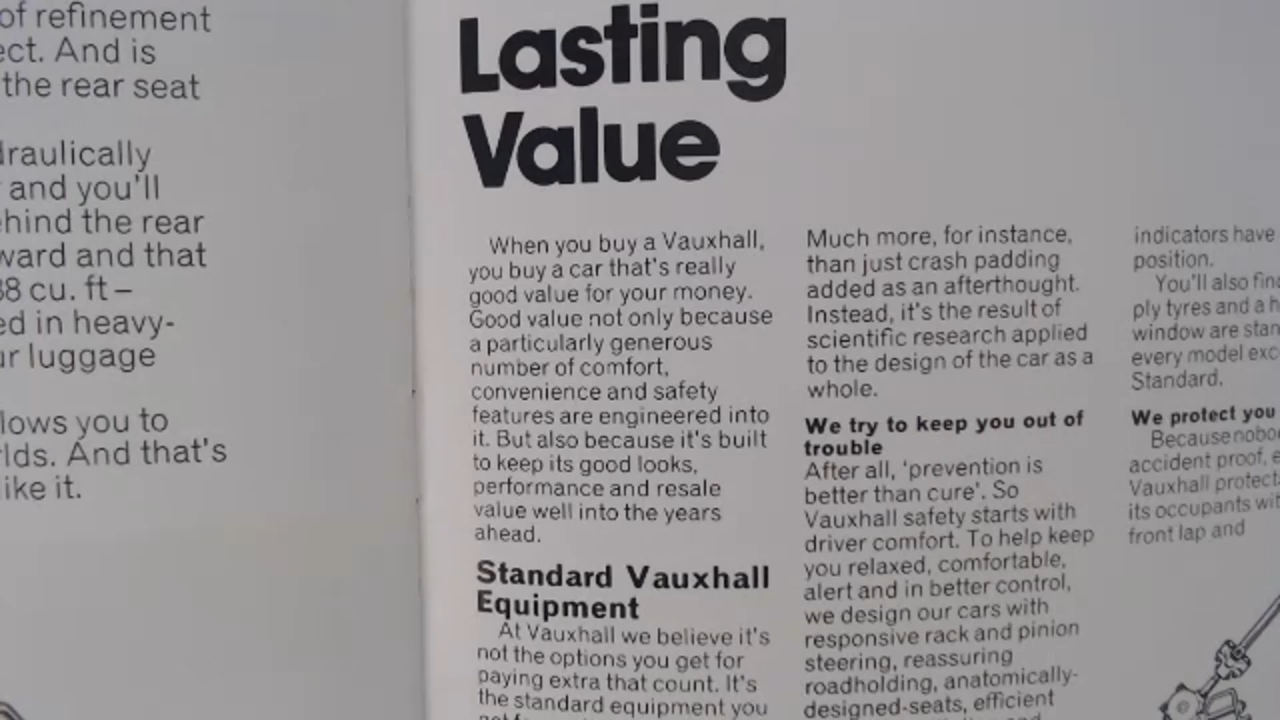 of refinement
ect. And is
the rear seat
draulically
and you'll
ehind the rear
ward and that
38 cu. ft –
ed in heavy-
ur luggage
llows you to
rlds. And that's
like it.
Lasting
Value
When you buy a Vauxhall,
you buy a car that's really
good value for your money.
Good value not only because
a particularly generous
number of comfort,
convenience and safety
features are engineered into
it. But also because it's built
to keep its good looks,
performance and resale
value well into the years
ahead.
Standard Vauxhall
Equipment
At Vauxhall we believe it's
not the options you get for
paying extra that count. It's
the standard equipment you
Much more, for instance,
than just crash padding
added as an afterthought.
Instead, it's the result of
scientific research applied
to the design of the car as a
whole.
We try to keep you out of
trouble
After all, 'prevention is
better than cure'. So
Vauxhall safety starts with
driver comfort. To help keep
you relaxed, comfortable,
alert and in better control,
we design our cars with
responsive rack and pinion
steering, reassuring
roadholding, anatomically-
designed-seats, efficient
indicators have
position.
You'll also find
ply tyres and a h
window are stan
every model exc
Standard.
We protect you
Because nobod
accident proof, e
Vauxhall protect
its occupants wit
front lap and